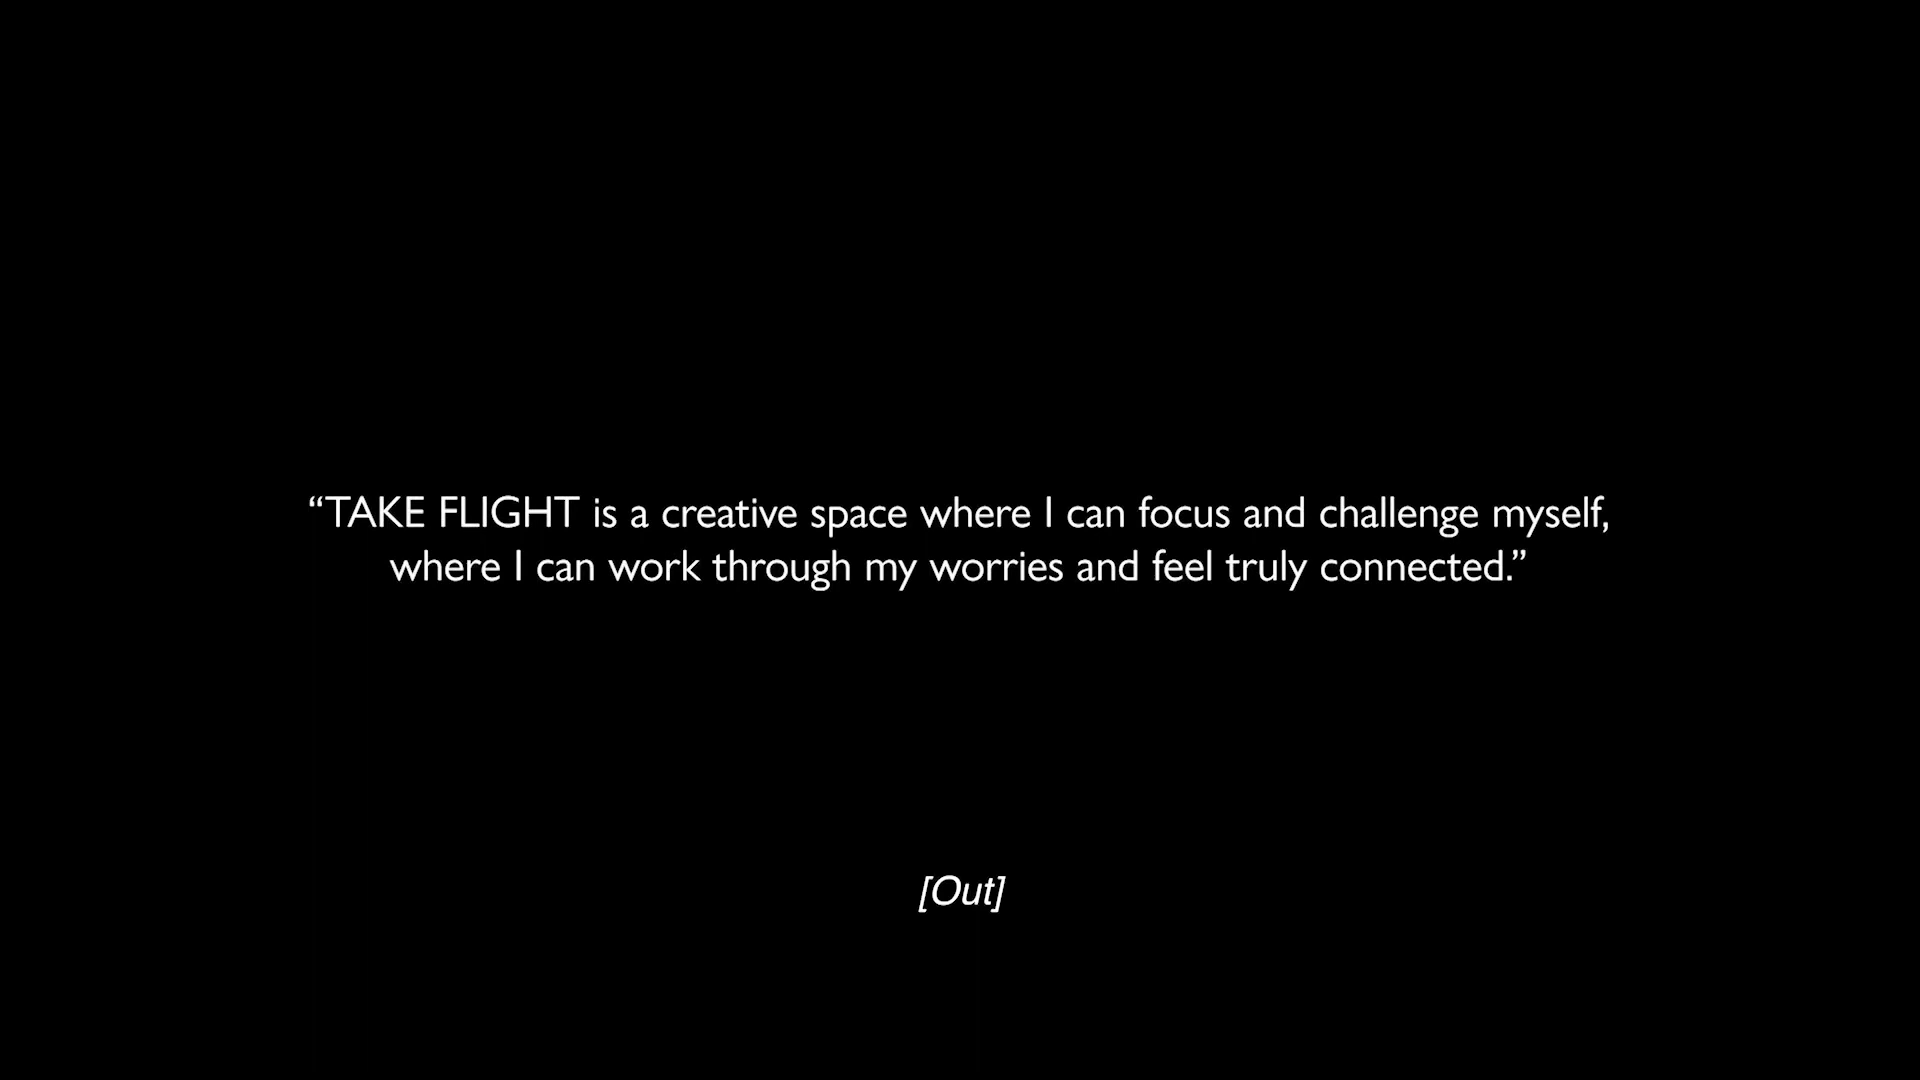 “TAKE FLIGHT is a creative space where I can focus and challenge myself,
where I can work through my worries and feel truly connected.”
[Out]